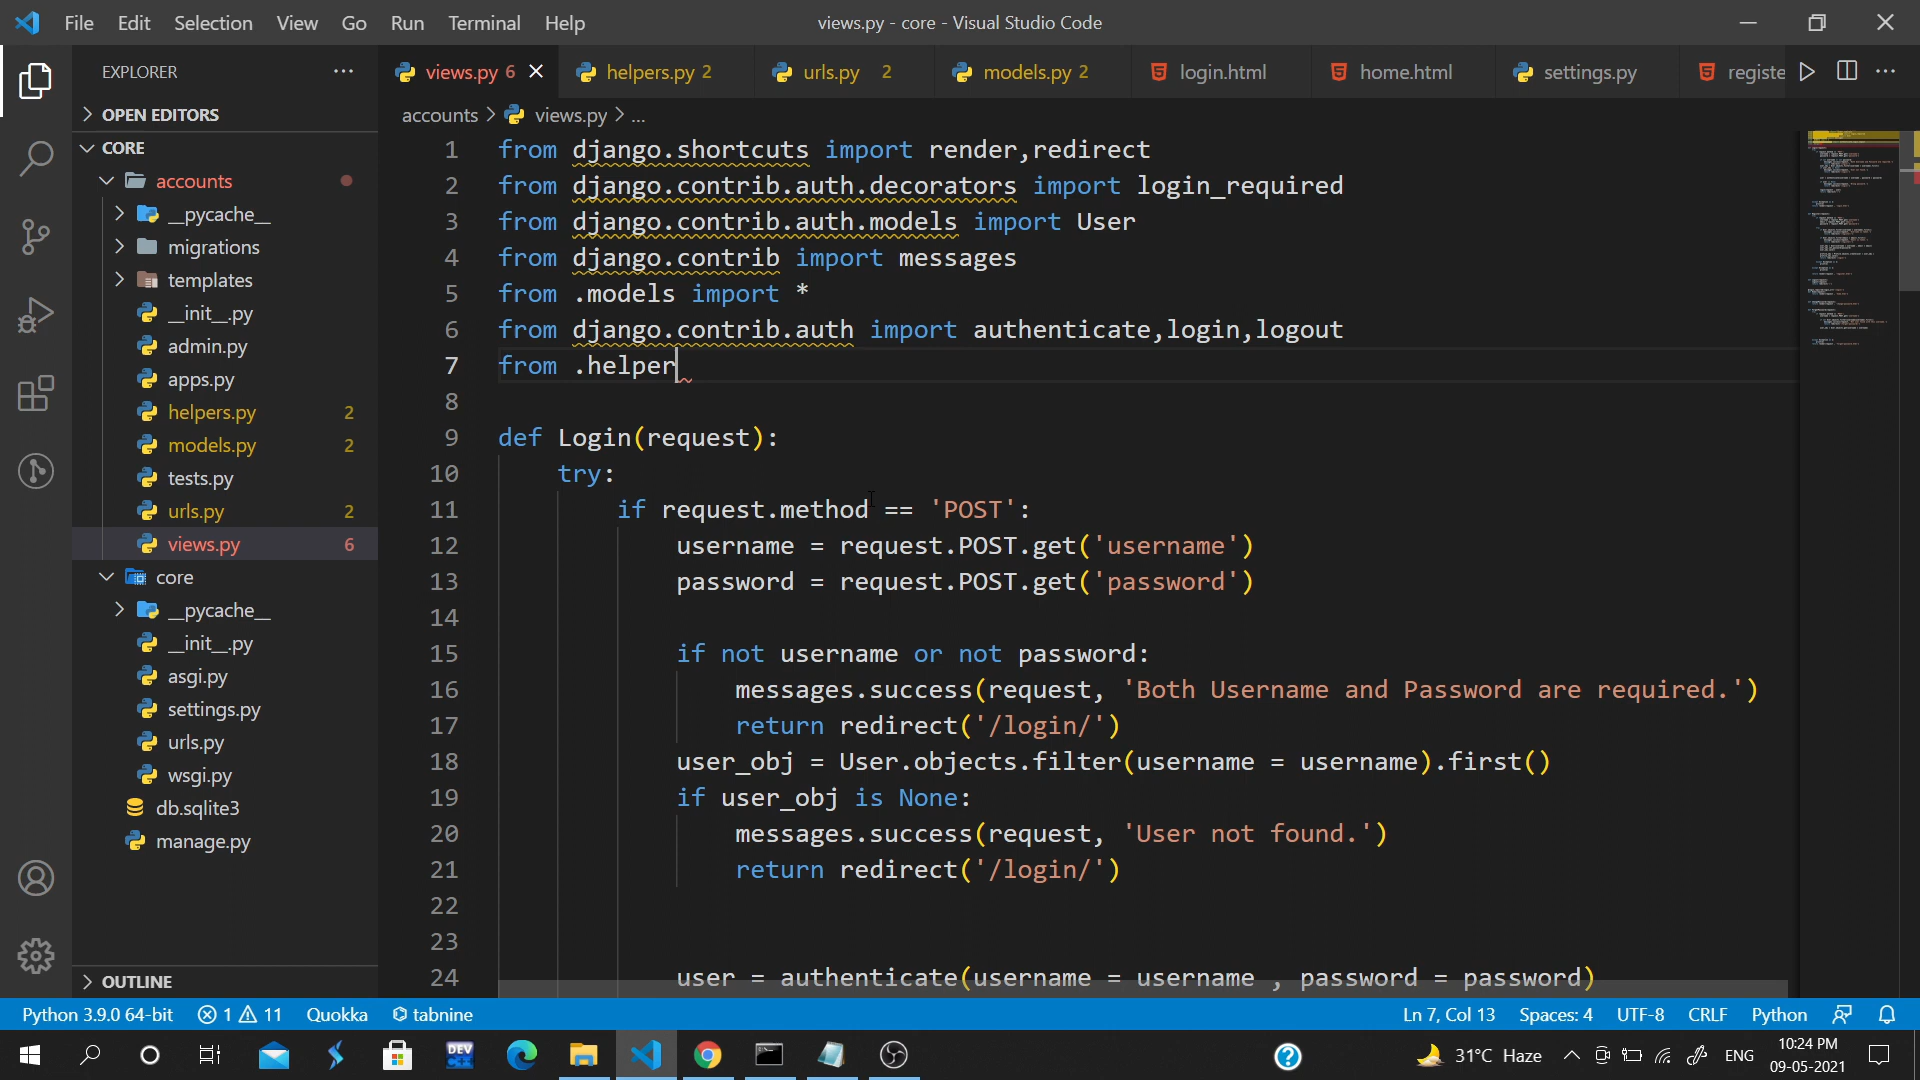 File Edit Selection View Go Run Terminal Help
views.py - core - Visual Studio Code
EXPLORER
views.py 6
helpers.py 2
urls.py 2
models.py 2
login.html
home.html
settings.py
registe
OPEN EDITORS
CORE
accounts
__pycache__
migrations
templates
__init__.py
admin.py
apps.py
helpers.py 2
models.py 2
tests.py
urls.py 2
views.py 6
core
__pycache__
__init__.py
asgi.py
settings.py
urls.py
wsgi.py
db.sqlite3
manage.py
OUTLINE
accounts > views.py > ...
1 from django.shortcuts import render,redirect
2 from django.contrib.auth.decorators import login_required
3 from django.contrib.auth.models import User
4 from django.contrib import messages
5 from .models import *
6 from django.contrib.auth import authenticate,login,logout
7 from .helper
8
9 def Login(request):
10 try:
11 if request.method == 'POST':
12 username = request.POST.get('username')
13 password = request.POST.get('password')
14
15 if not username or not password:
16 messages.success(request, 'Both Username and Password are required.')
17 return redirect('/login/')
18 user_obj = User.objects.filter(username = username).first()
19 if user_obj is None:
20 messages.success(request, 'User not found.')
21 return redirect('/login/')
22
23
24 user = authenticate(username = username , password = password)
Python 3.9.0 64-bit 1 11 Quokka tabnine
Ln 7, Col 13 Spaces: 4 UTF-8 CRLF Python
DEV C++
31°C Haze
ENG
10:24 PM
09-05-2021